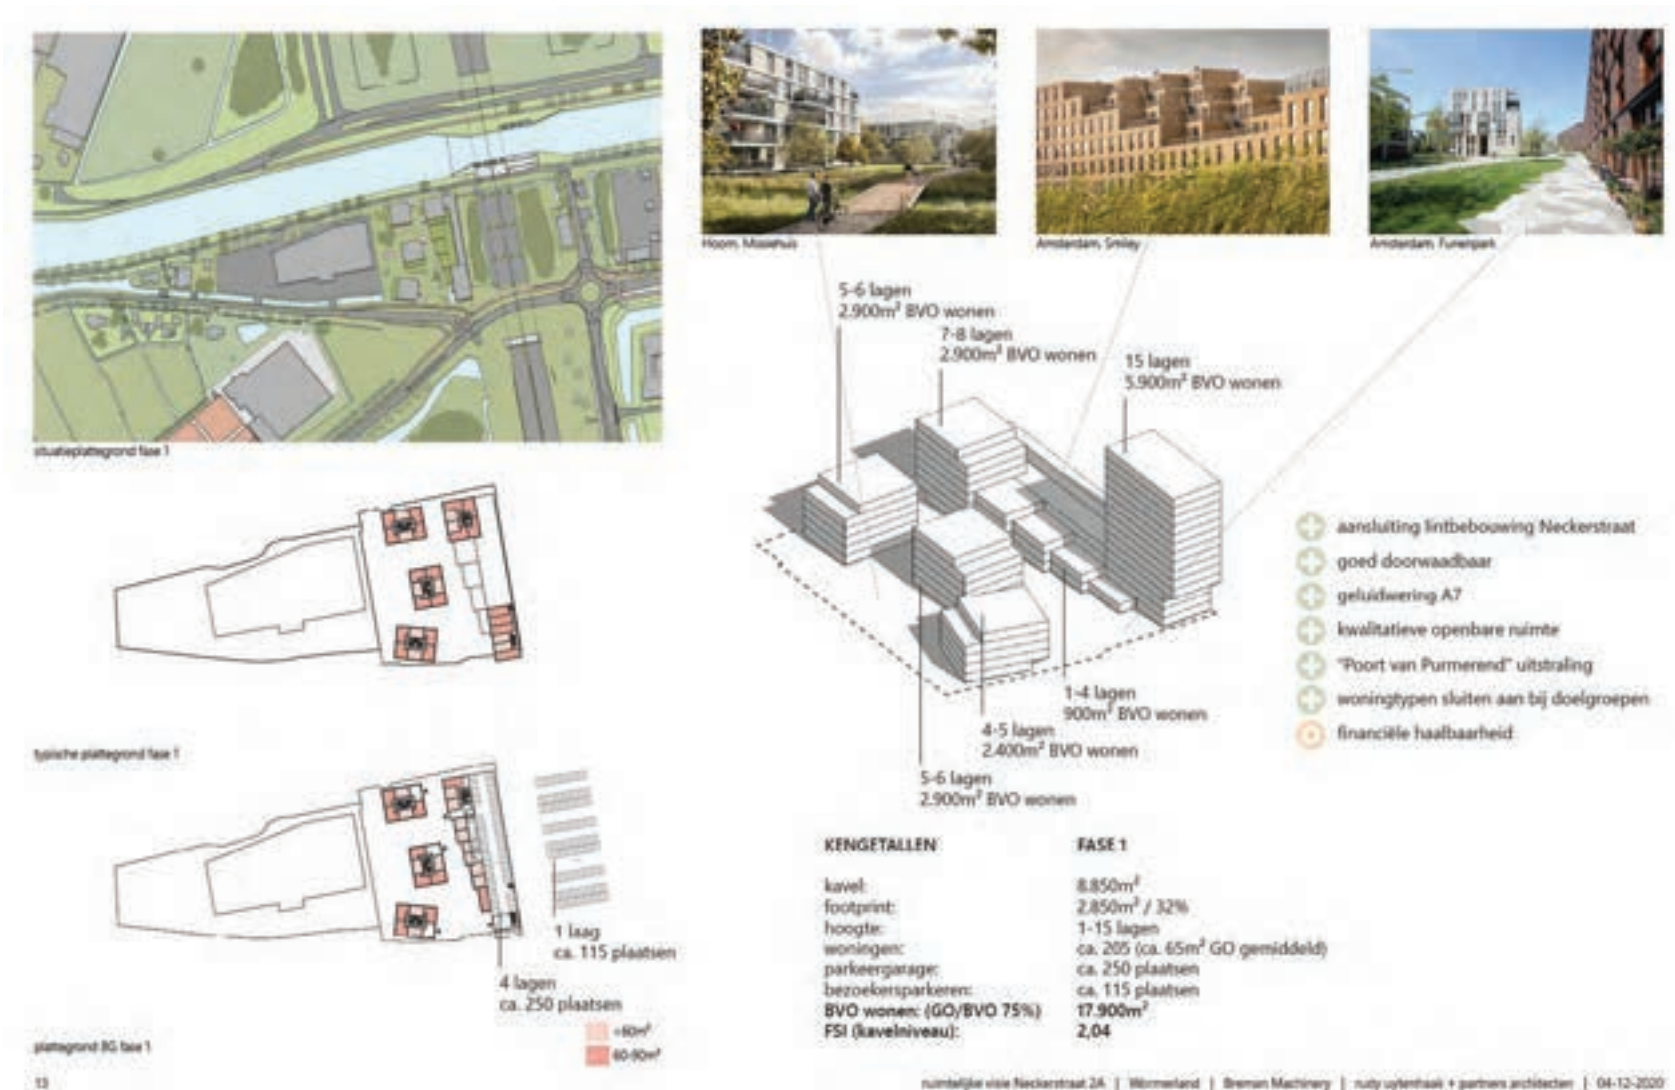 Hoorn, Mooiehuis
Amsterdam, Smiley
Amsterdam, Funenpark
situatieplattegrond fase 1
5-6 lagen
2.900m² BVO wonen
7-8 lagen
2.900m² BVO wonen
15 lagen
5.900m² BVO wonen
aansluiting lintbebouwing Neckerstraat
goed doorwaadbaar
geluidwering A7
kwalitatieve openbare ruimte
"Poort van Purmerend" uitstraling
woningtypen sluiten aan bij doelgroepen
financiële haalbaarheid
1-4 lagen
900m² BVO wonen
4-5 lagen
2.400m² BVO wonen
5-6 lagen
2.900m² BVO wonen
typische plattegrond fase 1
1 laag
ca. 115 plaatsen
4 lagen
ca. 250 plaatsen
<60m²
60-90m²
plattegrond BG fase 1
KENGETALLEN FASE 1
kavel: 8.850m²
footprint: 2.850m² / 32%
hoogte: 1-15 lagen
woningen: ca. 205 (ca. 65m² GO gemiddeld)
parkeergarage: ca. 250 plaatsen
bezoekersparkeren: ca. 115 plaatsen
BVO wonen: (GO/BVO 75%) 17.900m²
FSI (kavelniveau): 2,04
13
ruimtelijke visie Neckerstraat 2A | Wormerland | Breman Machinery | rudy uytenhaak + partners architecten | 04-12-2020